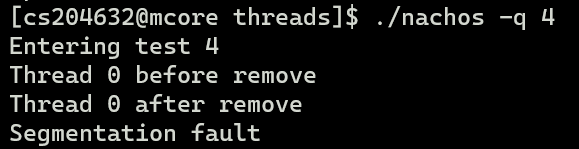 [cs204632@mcore threads]$ ./nachos -q 4
Entering test 4
Thread 0 before remove
Thread 0 after remove
Segmentation fault